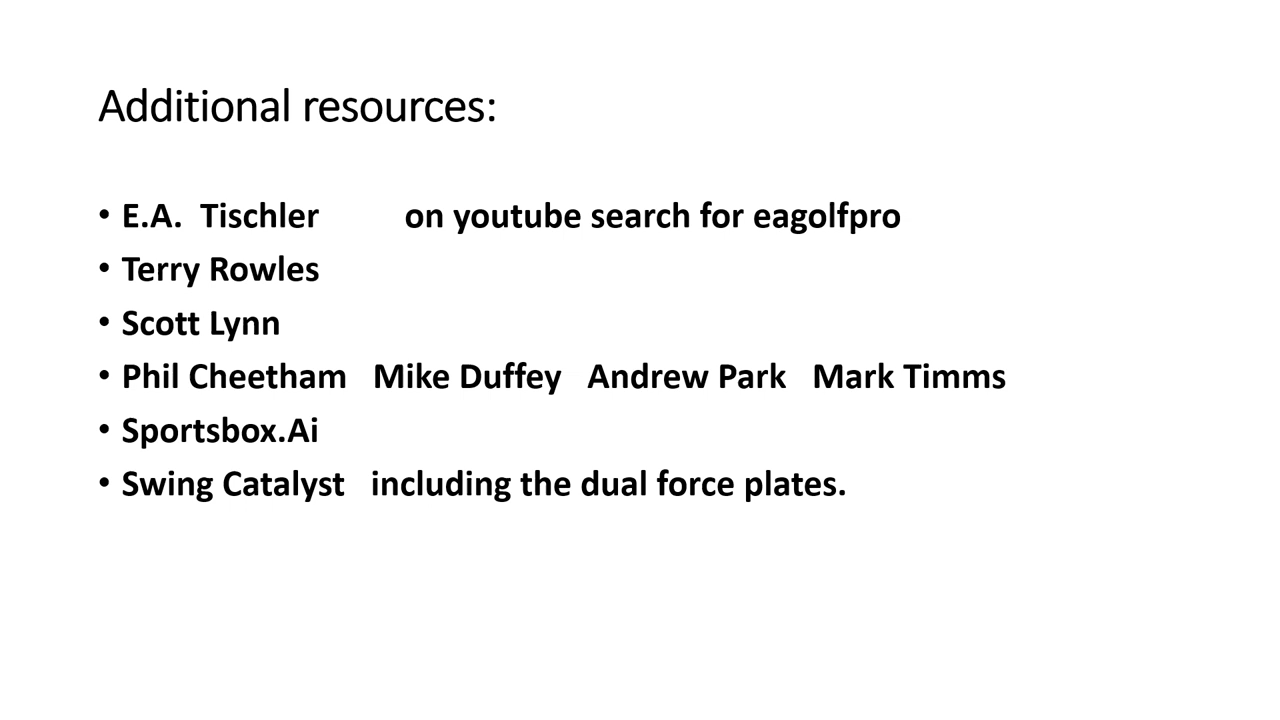 Additional resources:
• E.A.  Tischler          on youtube search for eagolfpro
• Terry Rowles
• Scott Lynn
• Phil Cheetham   Mike Duffey   Andrew Park   Mark Timms
• Sportsbox.Ai
• Swing Catalyst   including the dual force plates.